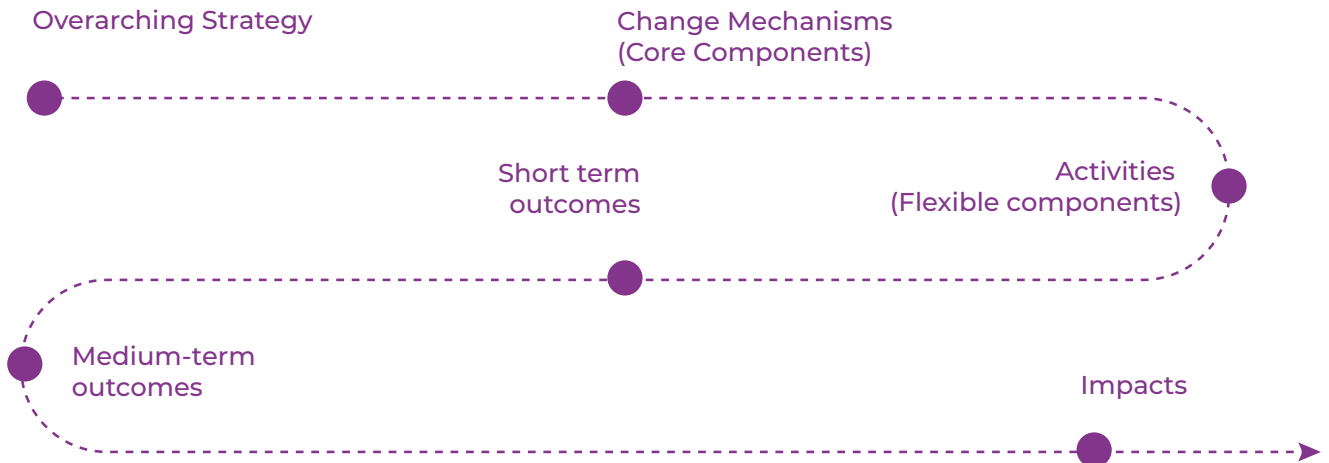 Overarching Strategy
Change Mechanisms
(Core Components)
Activities
(Flexible components)
Short term
outcomes
Medium-term
outcomes
Impacts